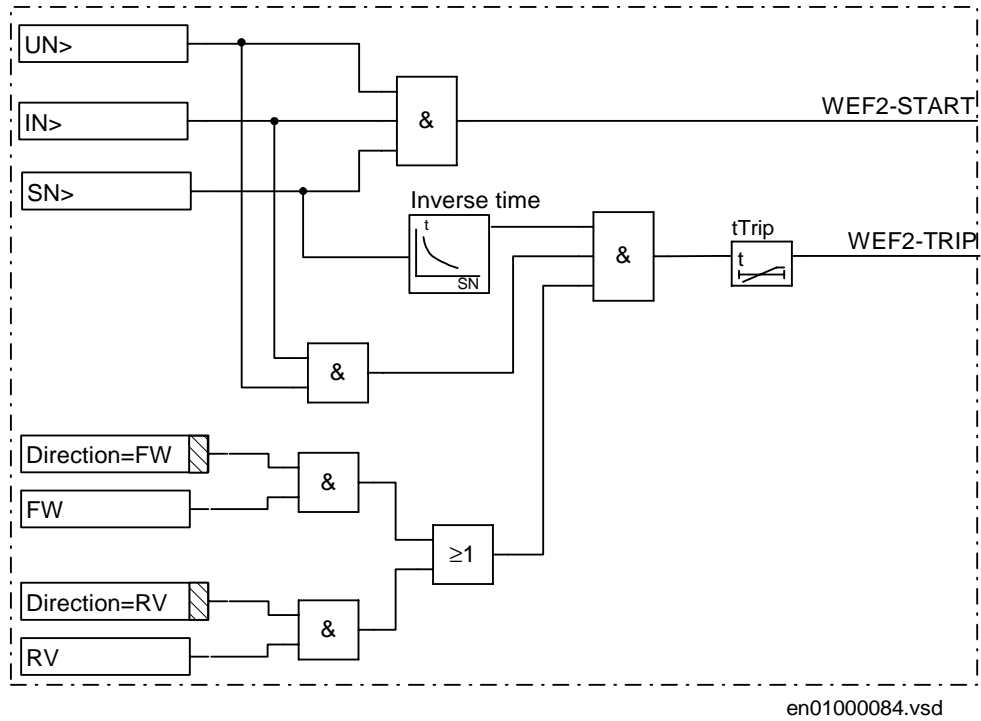 UN>
IN>
SN>
&
WEF2-START
Inverse time
t
SN
&
tTrip
t
WEF2-TRIP
&
Direction=FW
FW
&
≥1
Direction=RV
RV
&
en01000084.vsd